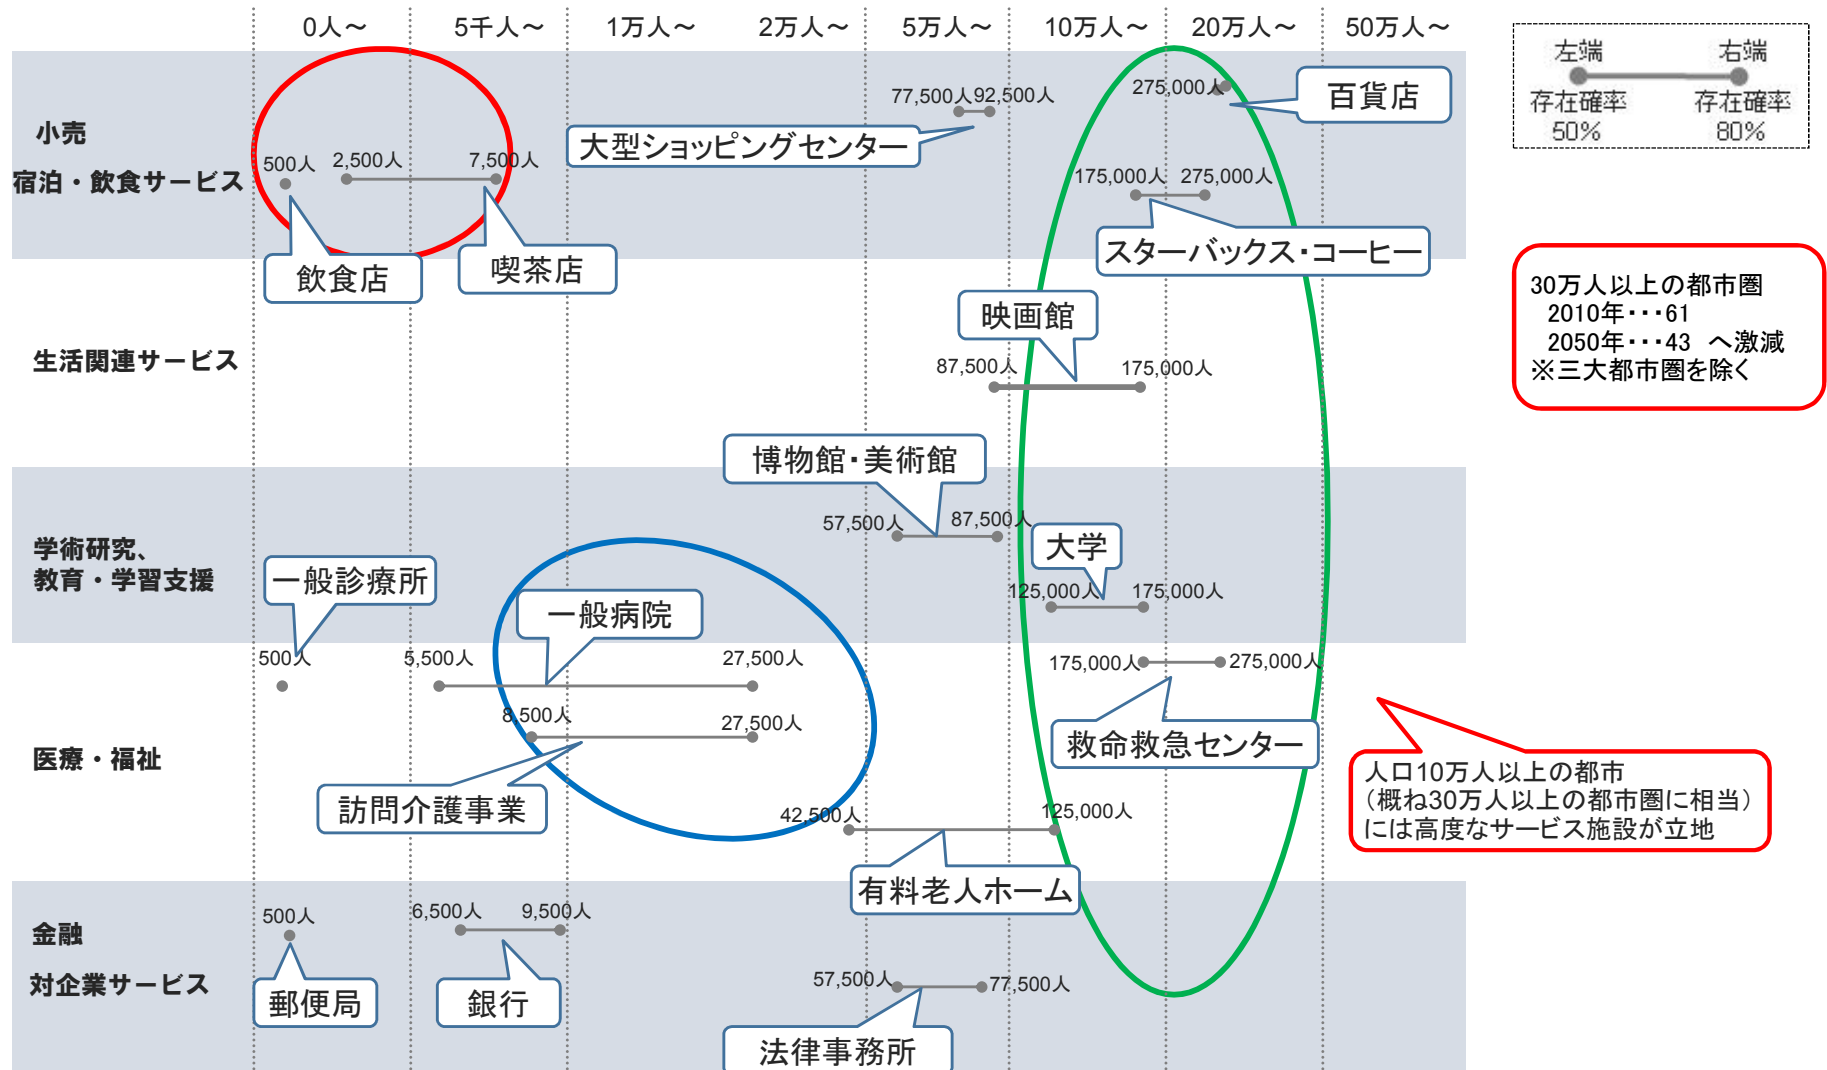 0人～ 5千人～ 1万人～ 2万人～ 5万人～ 10万人～ 20万人～ 50万人～
左端 右端
存在確率 存在確率
50% 80%
小売
宿泊・飲食サービス
500人
2,500人
7,500人
飲食店
喫茶店
77,500人
92,500人
大型ショッピングセンター
275,000人
百貨店
175,000人
275,000人
スターバックス・コーヒー
30万人以上の都市圏
2010年・・・61
2050年・・・43 へ激減
※三大都市圏を除く
生活関連サービス
映画館
87,500人
175,000人
学術研究、
教育・学習支援
博物館・美術館
57,500人
87,500人
大学
125,000人
175,000人
医療・福祉
一般診療所
500人
一般病院
5,500人
27,500人
8,500人
27,500人
訪問介護事業
175,000人
275,000人
救命救急センター
42,500人
125,000人
有料老人ホーム
人口10万人以上の都市
（概ね30万人以上の都市圏に相当）
には高度なサービス施設が立地
金融
対企業サービス
500人
郵便局
6,500人
9,500人
銀行
57,500人
77,500人
法律事務所